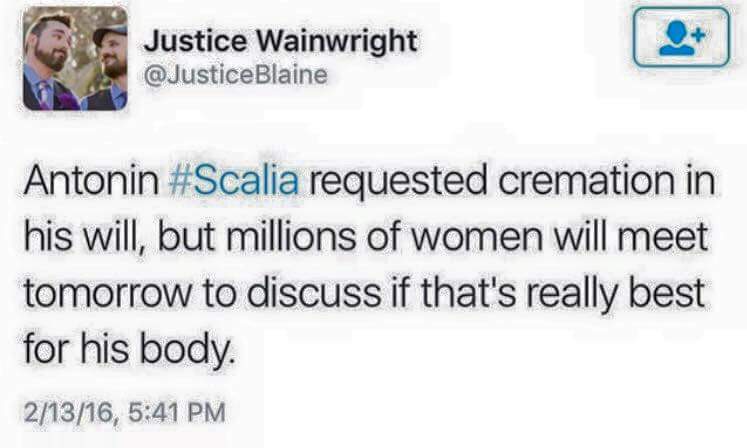 Justice Wainwright
@JusticeBlaine
Antonin #Scalia requested cremation in
his will, but millions of women will meet
tomorrow to discuss if that's really best
for his body.
2/13/16, 5:41 PM